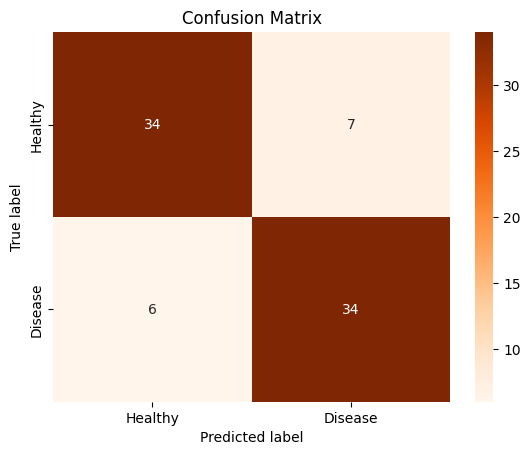 Confusion Matrix
Healthy
Disease
True label
34
7
6
34
Healthy
Disease
Predicted label
30
25
20
15
10